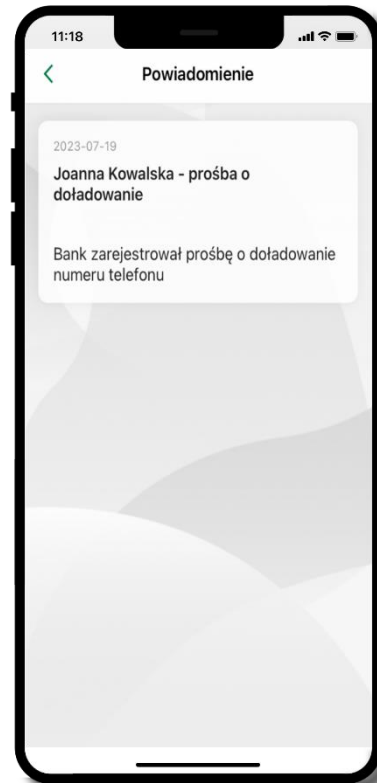 11:18
Powiadomienie
2023-07-19
Joanna Kowalska - prośba o
doładowanie
Bank zarejestrował prośbę o doładowanie
numeru telefonu